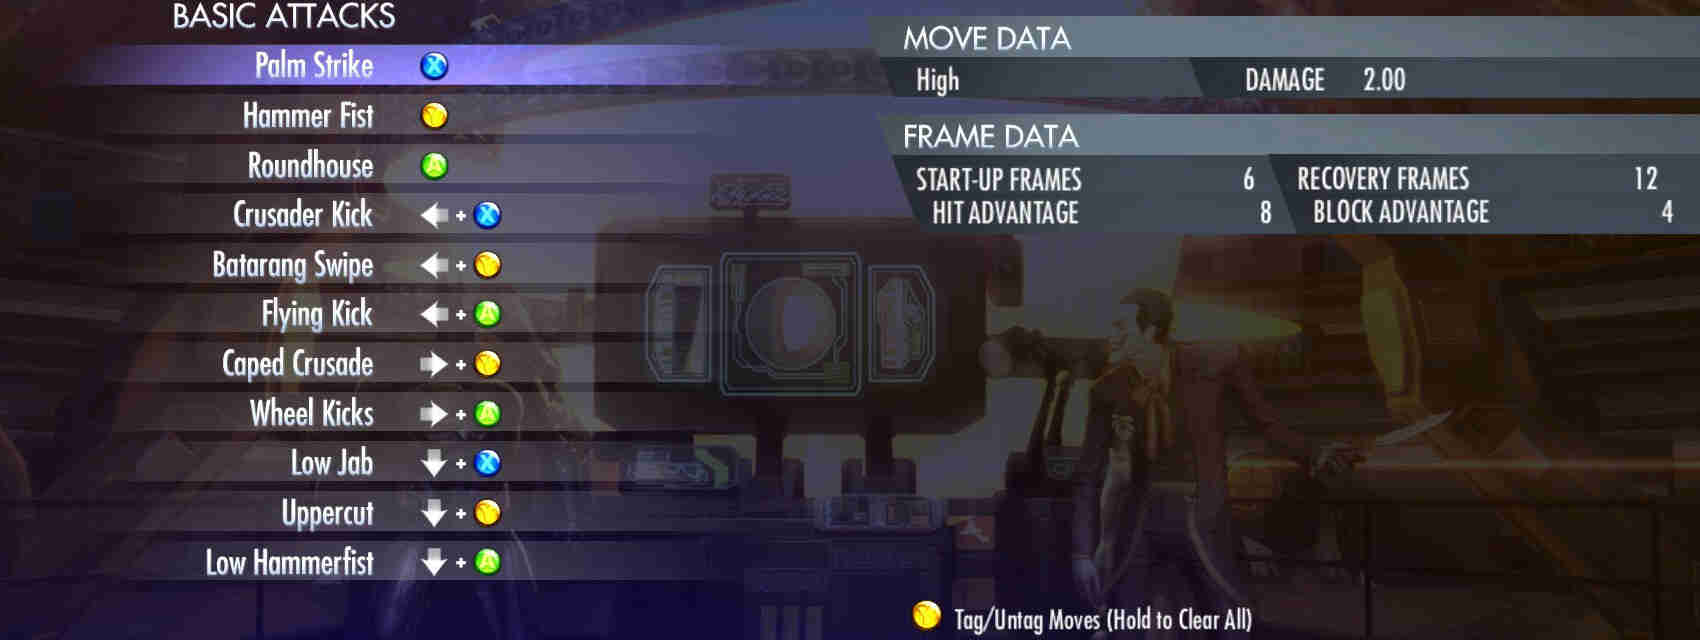 BASIC ATTACKS
Palm Strike X
Hammer Fist Y
Roundhouse A
Crusader Kick + X
Batarang Swipe + Y
Flying Kick + A
Caped Crusade + Y
Wheel Kicks + A
Low Jab + X
Uppercut + Y
Low Hammerfist + A
MOVE DATA
High DAMAGE 2.00
FRAME DATA
START-UP FRAMES 6 RECOVERY FRAMES 12
HIT ADVANTAGE 8 BLOCK ADVANTAGE 4
Y Tag/Untag Moves (Hold to Clear All)